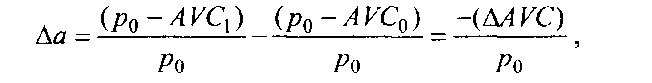 Δa = (p₀ − AVC₁)/p₀ − (p₀ − AVC₀)/p₀ = −(ΔAVC)/p₀ ,